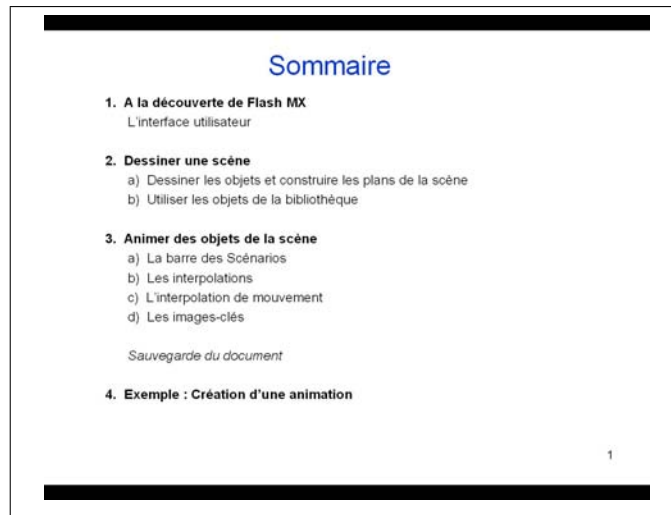 Sommaire
1. A la découverte de Flash MX
L'interface utilisateur
2. Dessiner une scène
a) Dessiner les objets et construire les plans de la scène
b) Utiliser les objets de la bibliothèque
3. Animer des objets de la scène
a) La barre des Scénarios
b) Les interpolations
c) L'interpolation de mouvement
d) Les images-clés
Sauvegarde du document
4. Exemple : Création d'une animation
1